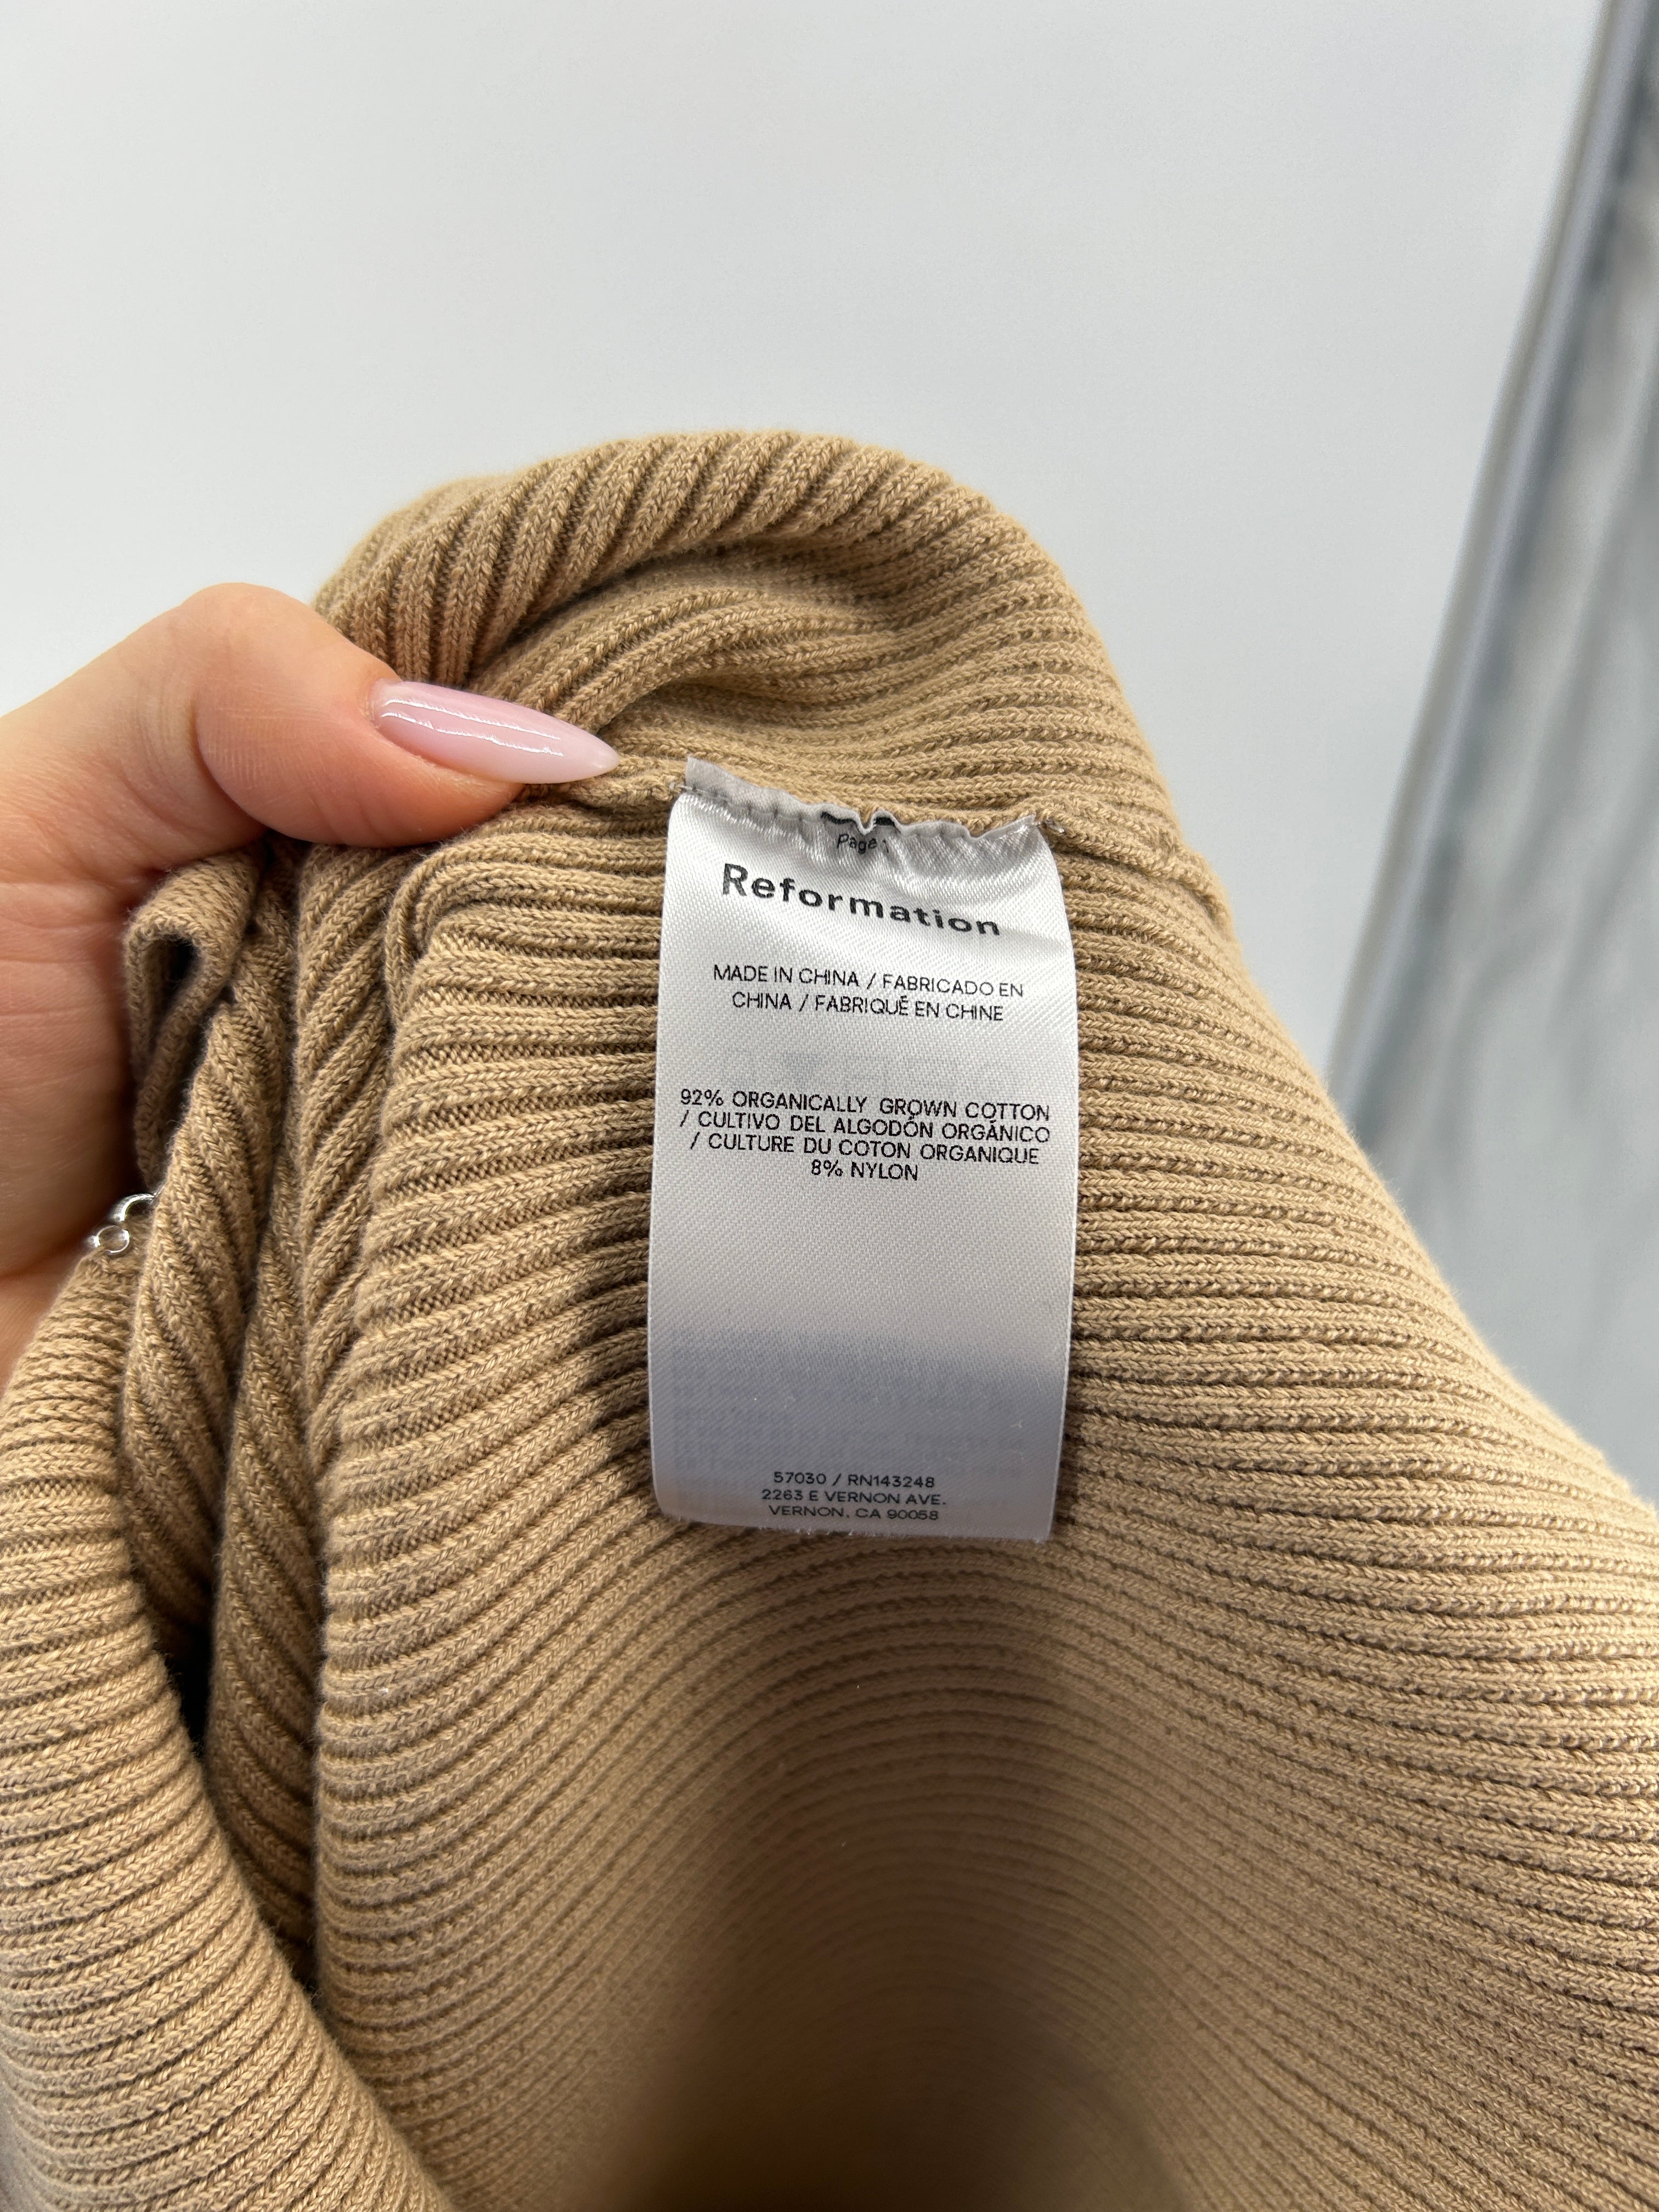 Page
Reformation
MADE IN CHINA / FABRICADO EN
CHINA / FABRIQUÉ EN CHINE
92% ORGANICALLY GROWN COTTON
/ CULTIVO DEL ALGODÓN ORGÁNICO
/ CULTURE DU COTON ORGANIQUE
8% NYLON
57030 / RN143248
2263 E VERNON AVE.
VERNON, CA 90058